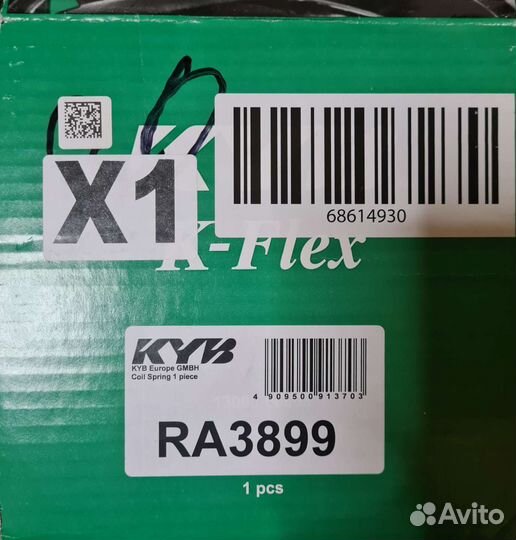 X1
68614930
K-Flex
KYB
KYB Europe GMBH
Coil Spring 1 piece
4 909500 913703
RA3899
1 pcs
Avito